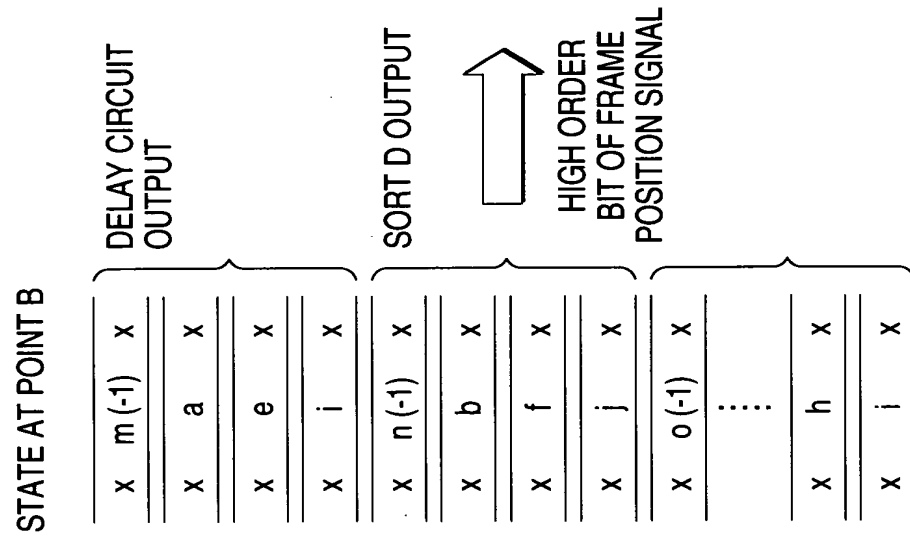 STATE AT POINT B
x m (-1) x
x a x
x e x
x i x
DELAY CIRCUIT
OUTPUT
x n (-1) x
x b x
x f x
x j x
SORT D OUTPUT
x o (-1) x
x h x
x i x
HIGH ORDER
BIT OF FRAME
POSITION SIGNAL